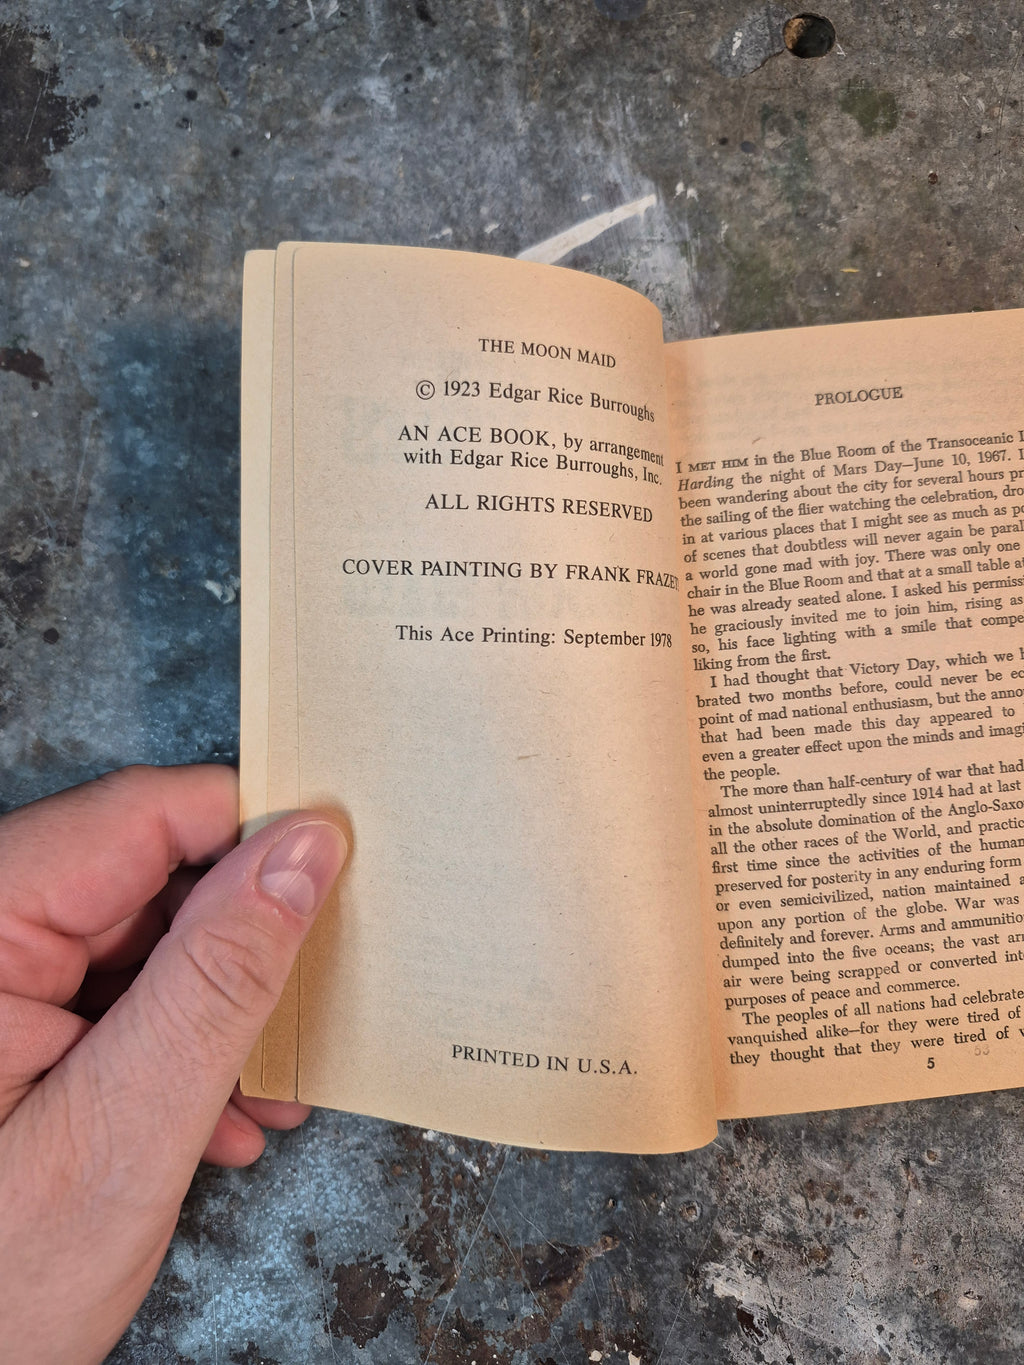 THE MOON MAID
© 1923 Edgar Rice Burroughs
AN ACE BOOK, by arrangement
with Edgar Rice Burroughs, Inc.
ALL RIGHTS RESERVED
COVER PAINTING BY FRANK
This Ace Printing: September 1978
PRINTED IN U.S.A.
PROLOGUE
I MET HIM in the Blue Room of the Transoceanic
Harding the night of Mars Day—June 10, 1967. I
been wandering about the city for several hours
the sailing of the flier watching the celebration,
in at various places that I might see as much as
of scenes that doubtless will never again be
a world gone mad with joy. There was only one
chair in the Blue Room and that at a small table
he was already seated alone. I asked his
he graciously invited me to join him, rising as
so, his face lighting with a smile that
liking from the first.
I had thought that Victory Day, which we
brated two months before, could never be
point of mad national enthusiasm, but the
that had been made this day appeared to
even a greater effect upon the minds and
the people.
The more than half-century of war that had
almost uninterruptedly since 1914 had at last
in the absolute domination of the
all the other races of the World, and
first time since the activities of the human
preserved for posterity in any enduring form
or even semicivilized, nation maintained
upon any portion of the globe. War was
definitely and forever. Arms and
dumped into the five oceans; the vast
air were being scrapped or converted
purposes of peace and commerce.
The peoples of all nations had
vanquished alike—for they were tired of
they thought that they were tired of
53
5